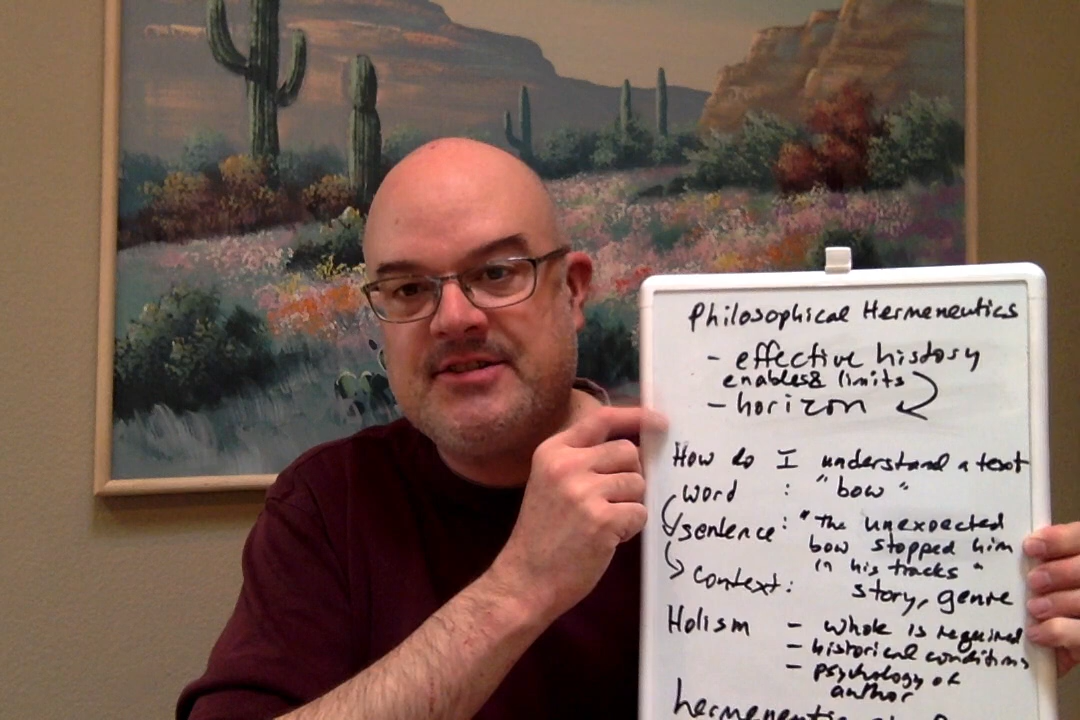 Philosophical Hermeneutics
- effective history
enables & limits
- horizon
How do I understand a text
word : "bow"
sentence: "the unexpected
bow stopped him
in his tracks"
context: story, genre
Holism - whole is required
- historical conditions
- psychology of
author
hermeneutic